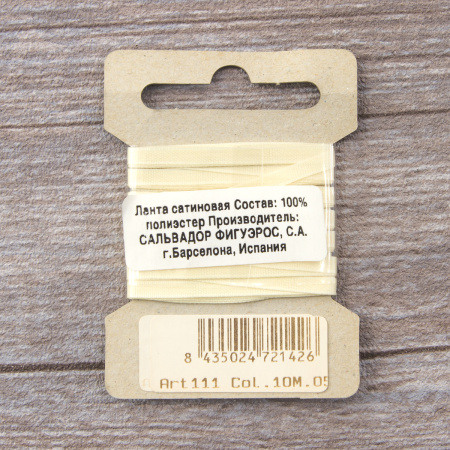 Лента сатиновая Состав: 100%
полиэстер Производитель:
САЛЬВАДОР ФИГУЭРОС, С.А.
г.Барселона, Испания
8 435024 721426
Art111 Col.10M.05